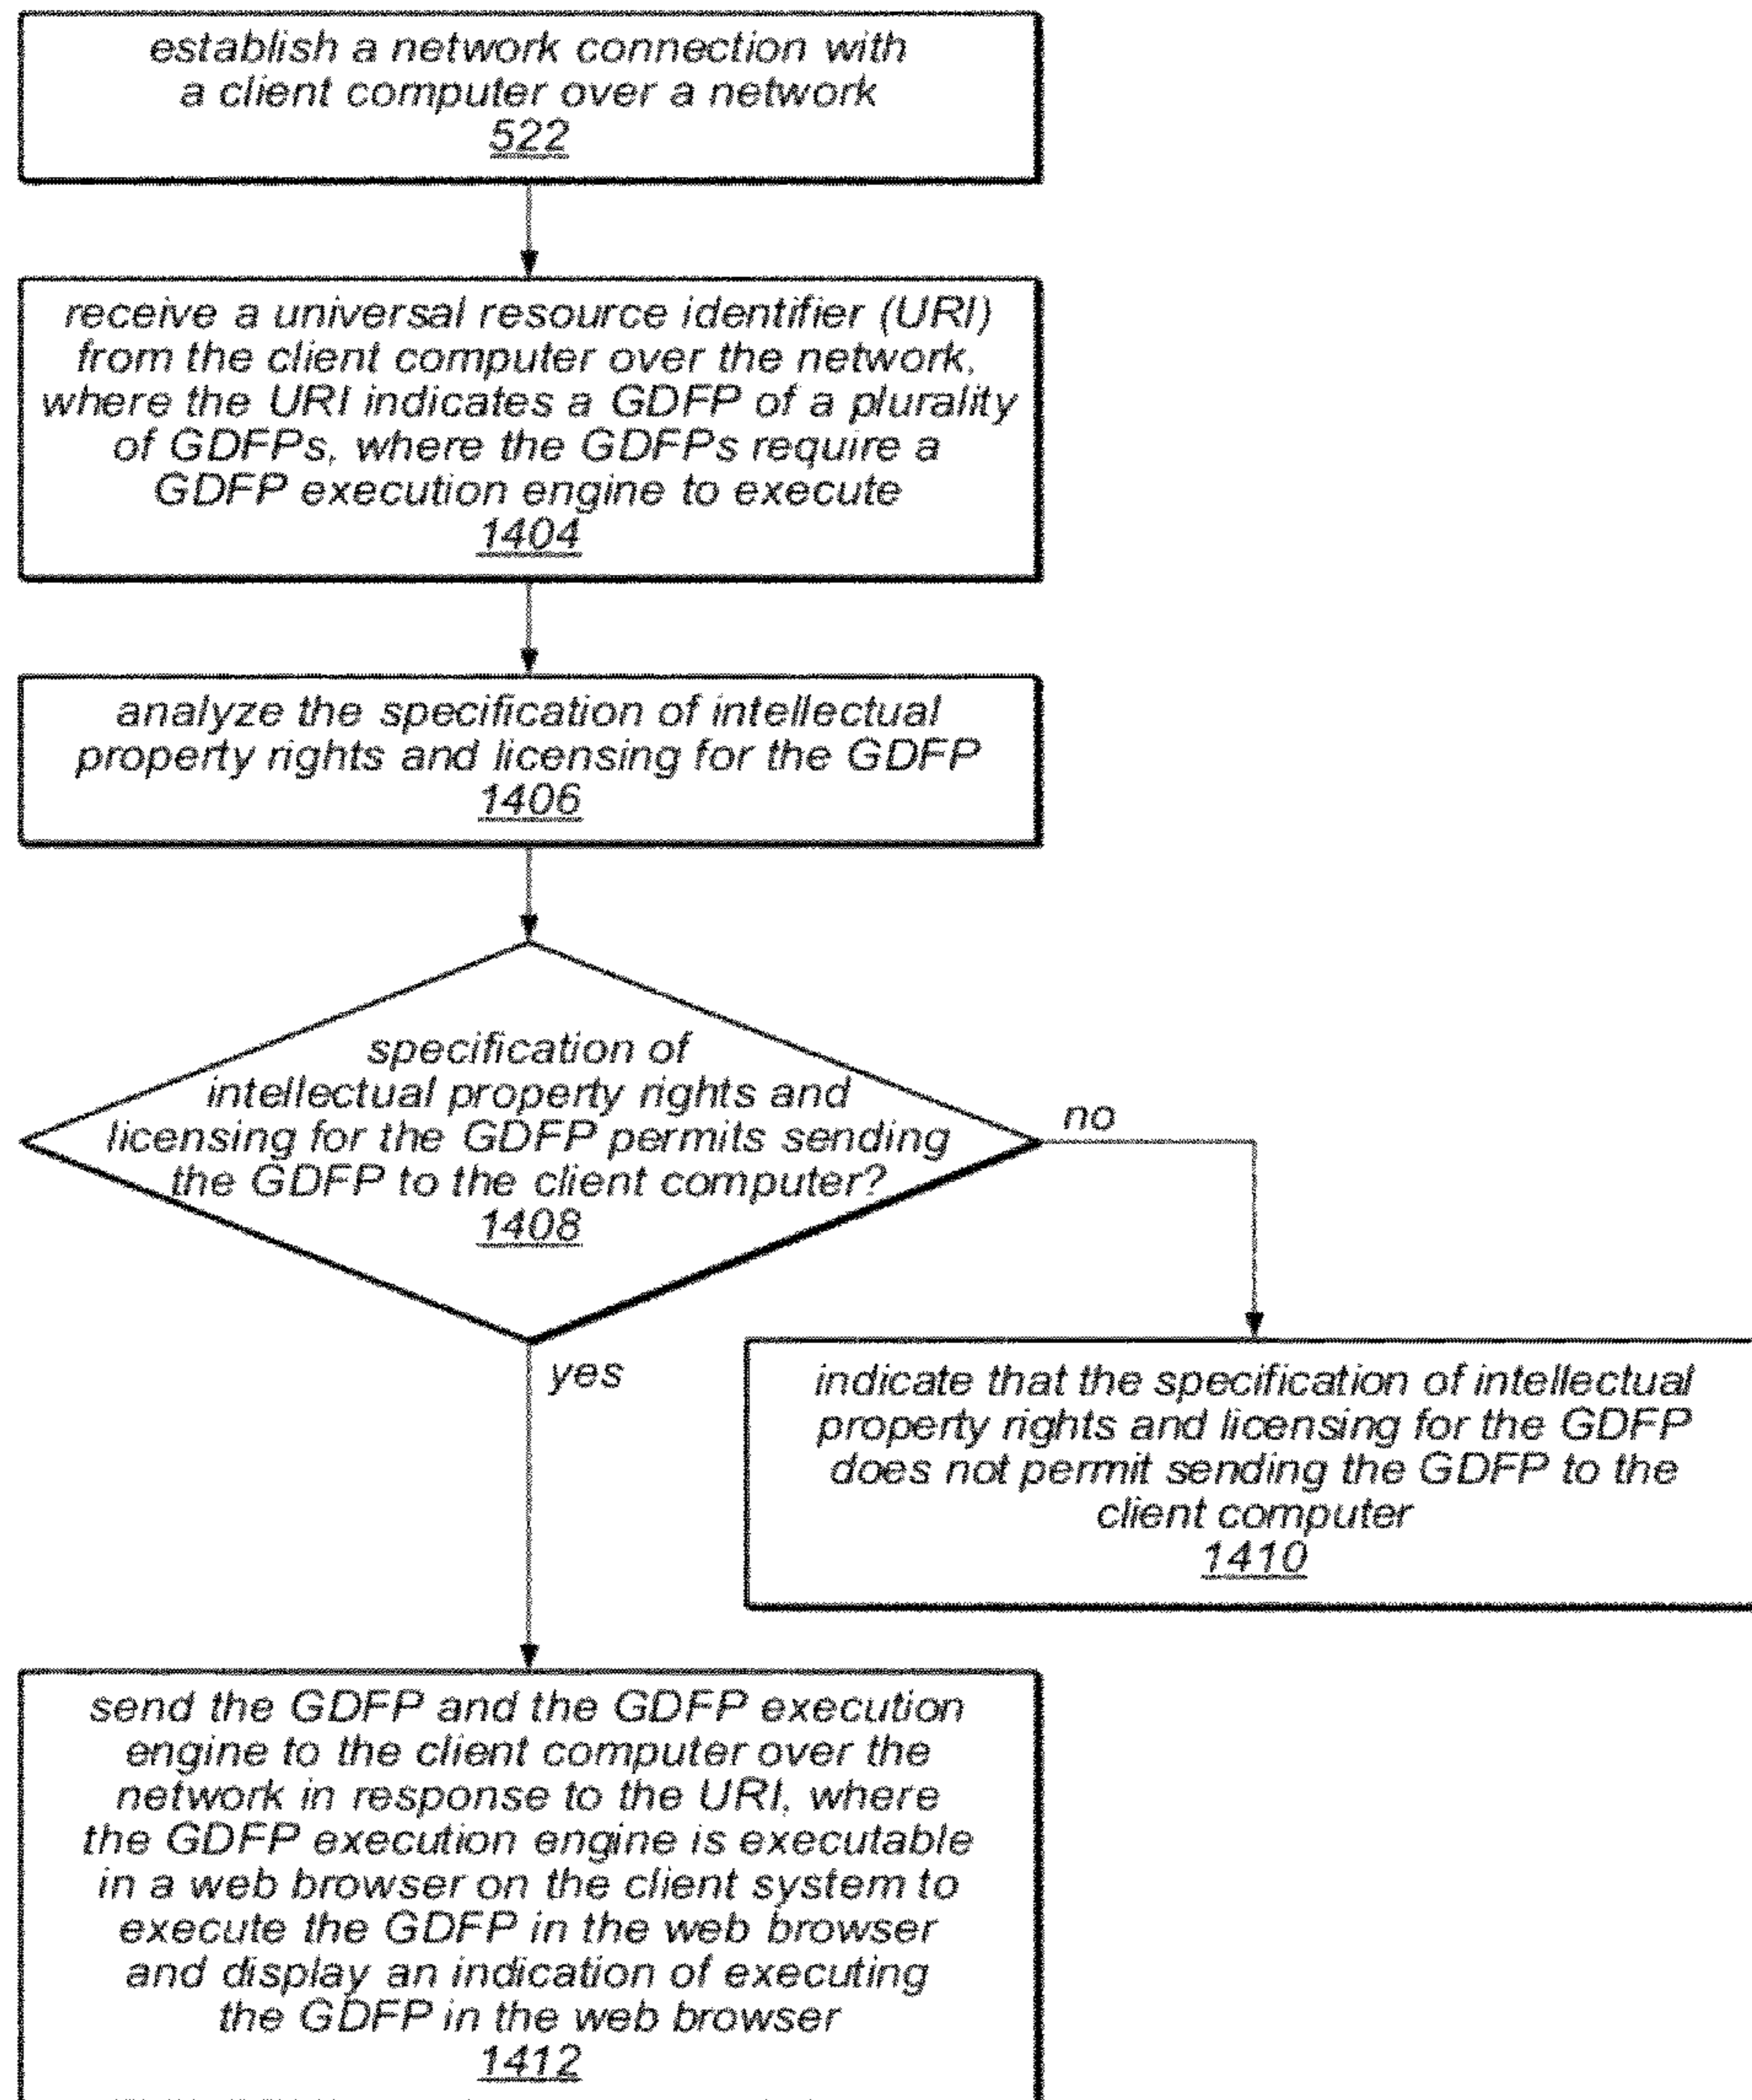 establish a network connection with
a client computer over a network
522
receive a universal resource identifier (URI)
from the client computer over the network,
where the URI indicates a GDFP of a plurality
of GDFPs, where the GDFPs require a
GDFP execution engine to execute
1404
analyze the specification of intellectual
property rights and licensing for the GDFP
1406
specification of
intellectual property rights and
licensing for the GDFP permits sending
the GDFP to the client computer?
1408
no
yes
indicate that the specification of intellectual
property rights and licensing for the GDFP
does not permit sending the GDFP to the
client computer
1410
send the GDFP and the GDFP execution
engine to the client computer over the
network in response to the URI, where
the GDFP execution engine is executable
in a web browser on the client system to
execute the GDFP in the web browser
and display an indication of executing
the GDFP in the web browser
1412